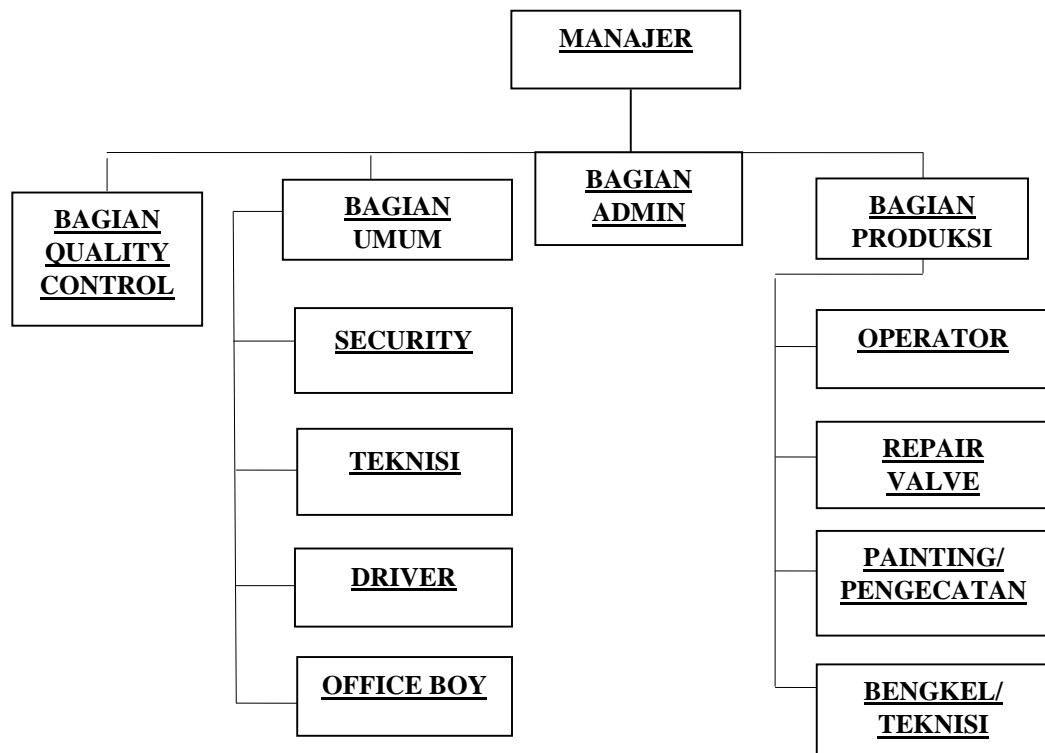 MANAJER
BAGIAN
QUALITY
CONTROL
BAGIAN
UMUM
BAGIAN
ADMIN
BAGIAN
PRODUKSI
SECURITY
TEKNISI
DRIVER
OFFICE BOY
OPERATOR
REPAIR
VALVE
PAINTING/
PENGECATAN
BENGKEL/
TEKNISI